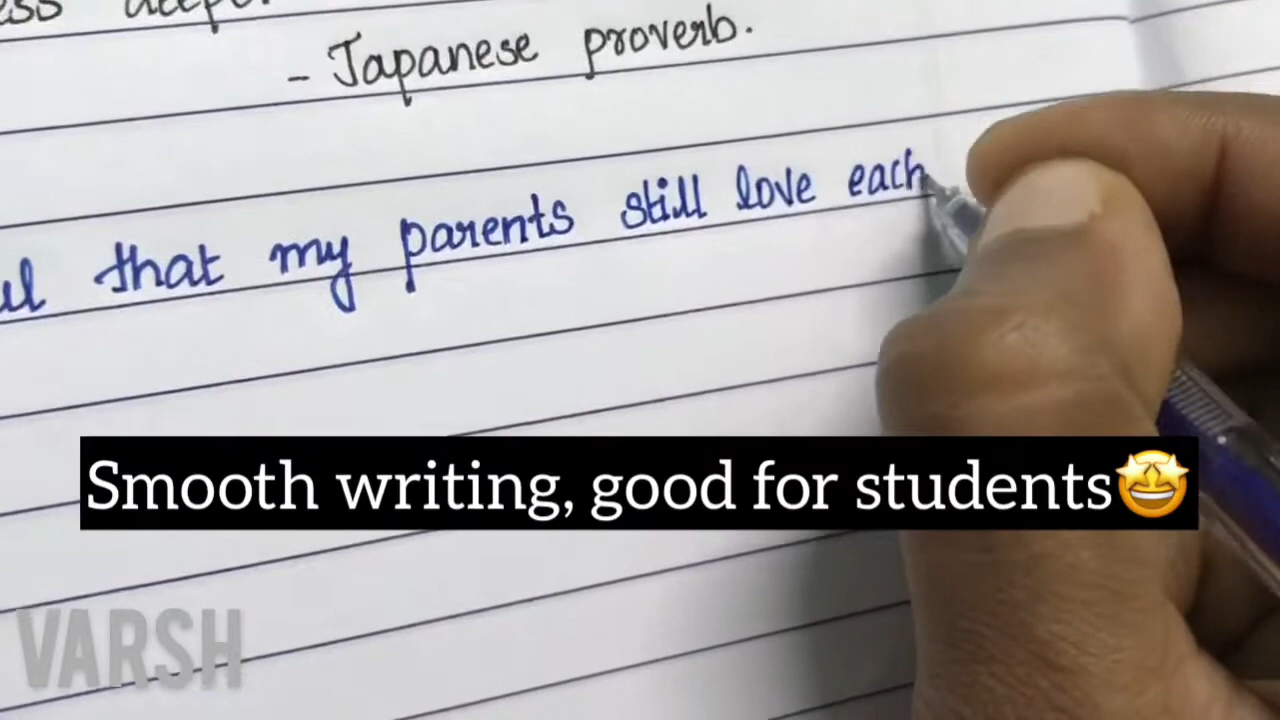 - Japanese proverb.
that my parents still love each
Smooth writing, good for students🤩
VARSH